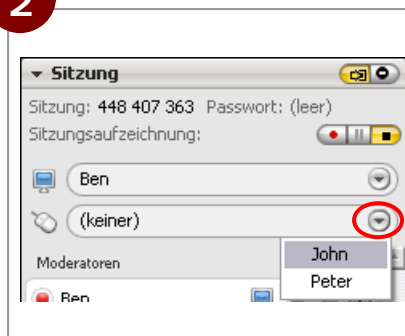 2
Sitzung
Sitzung: 448 407 363 Passwort: (leer)
Sitzungsaufzeichnung:
Ben
(keiner)
John
Moderatoren
Peter
Ben